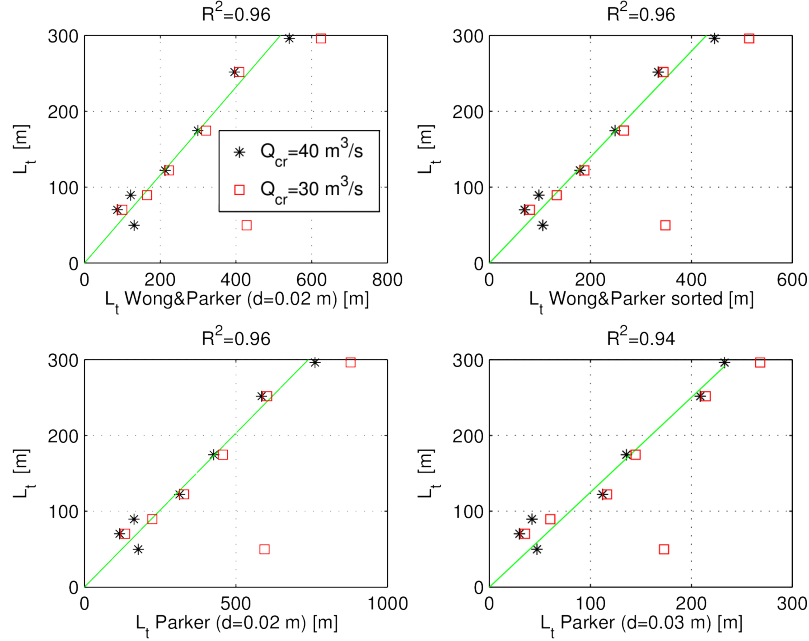 R²=0.96
300
200
100
0
L_t [m]
0 200 400 600 800
L_t Wong&Parker (d=0.02 m) [m]
Q_cr=40 m³/s
Q_cr=30 m³/s
R²=0.96
300
200
100
0
L_t [m]
0 200 400 600
L_t Wong&Parker sorted [m]
R²=0.96
300
200
100
0
L_t [m]
0 500 1000
L_t Parker (d=0.02 m) [m]
R²=0.94
300
200
100
0
L_t [m]
0 100 200 300
L_t Parker (d=0.03 m) [m]